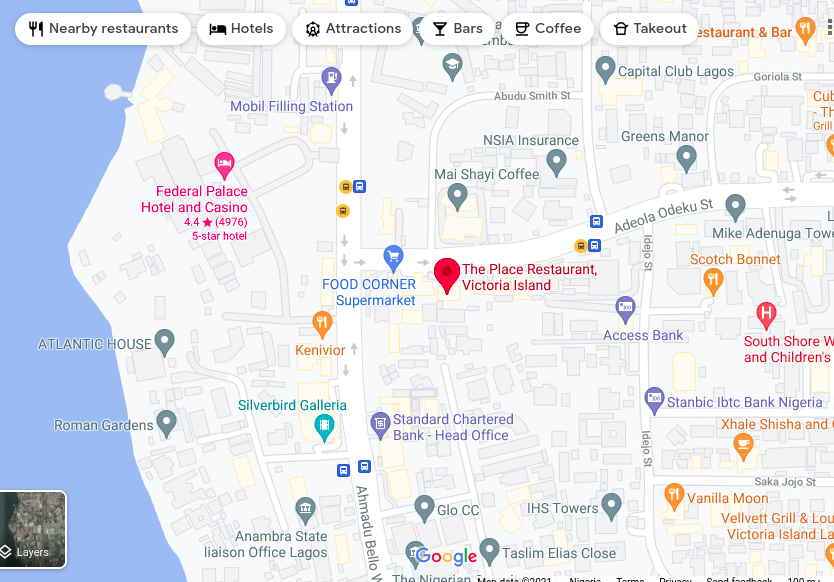 Nearby restaurants
Hotels
Attractions
Bars
Coffee
Takeout
estaurant & Bar
Capital Club Lagos
Goriola St
Mobil Filling Station
Abudu Smith St
Cub
- Th
Grill
NSIA Insurance
Greens Manor
Mai Shayi Coffee
Federal Palace
Hotel and Casino
4.4 ★ (4976)
5-star hotel
Adeola Odeku St
Mike Adenuga Towe
Idejo St
Scotch Bonnet
The Place Restaurant,
Victoria Island
FOOD CORNER
Supermarket
Access Bank
H
South Shore W
and Children's
ATLANTIC HOUSE
Kenivior
Silverbird Galleria
Stanbic Ibtc Bank Nigeria
Roman Gardens
Standard Chartered
Bank - Head Office
Xhale Shisha and C
Idejo St
Saka Jojo St
Vanilla Moon
Ahmadu Bello W
Glo CC
IHS Towers
Vellvett Grill & Lou
Victoria Island La
Anambra State
liaison Office Lagos
Layers
Google
Taslim Elias Close
The Nigerian
Map data ©2021
Nigeria
Terms
Privacy
Send feedback
100 m